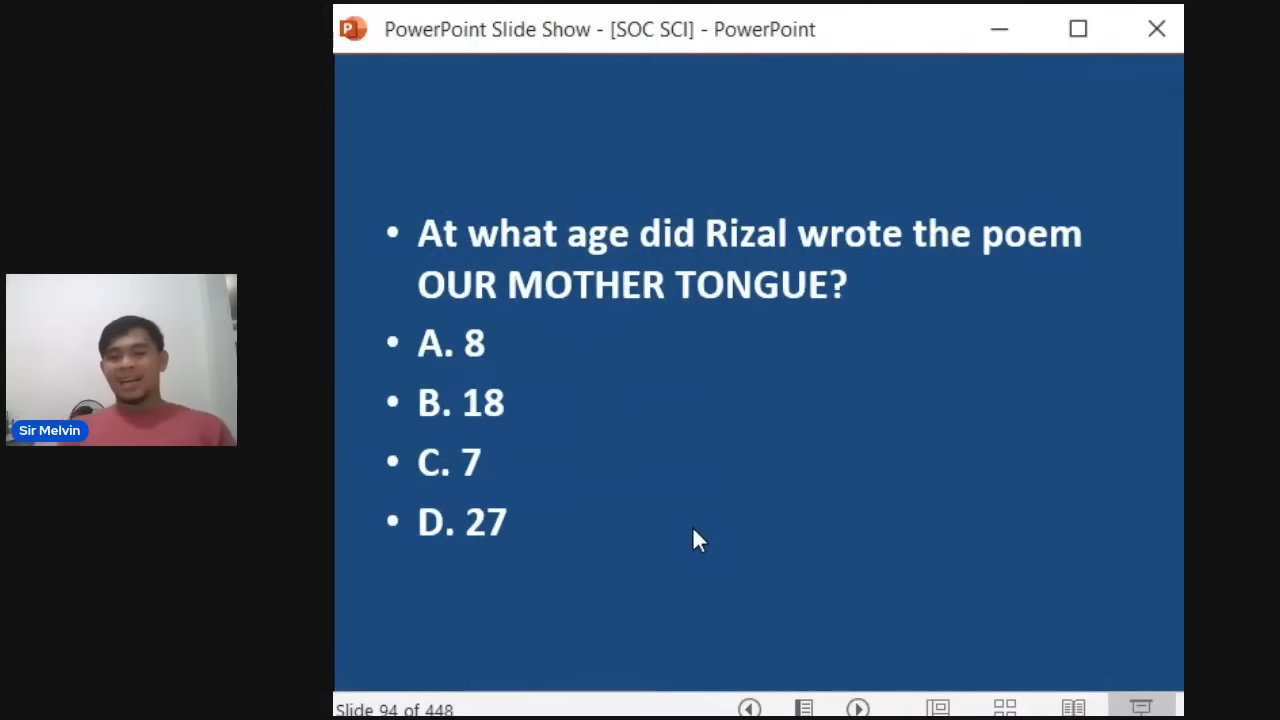 PowerPoint Slide Show - [SOC SCI] - PowerPoint
• At what age did Rizal wrote the poem
OUR MOTHER TONGUE?
• A. 8
• B. 18
• C. 7
• D. 27
Sir Melvin
Slide 94 of 448